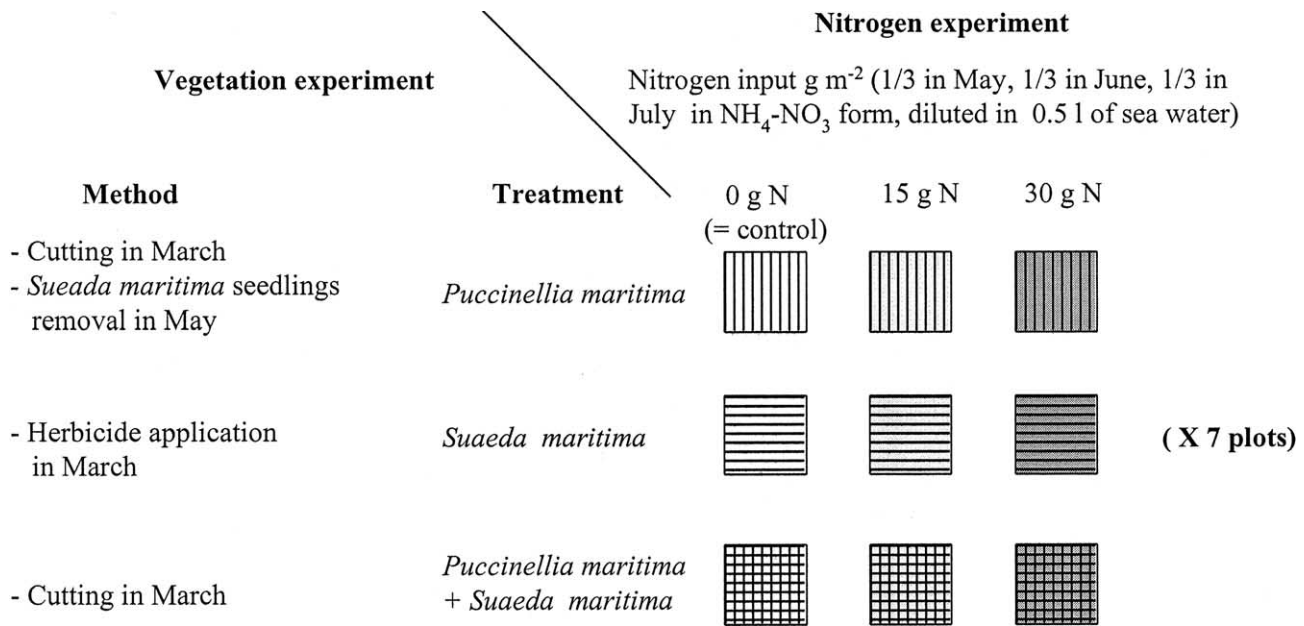 Nitrogen experiment
Vegetation experiment
Nitrogen input g m⁻² (1/3 in May, 1/3 in June, 1/3 in
July in NH₄-NO₃ form, diluted in 0.5 l of sea water)
Method
Treatment
0 g N
(= control)
15 g N
30 g N
- Cutting in March
- Sueada maritima seedlings
removal in May
Puccinellia maritima
- Herbicide application
in March
Suaeda maritima
( X 7 plots)
- Cutting in March
Puccinellia maritima
+ Suaeda maritima